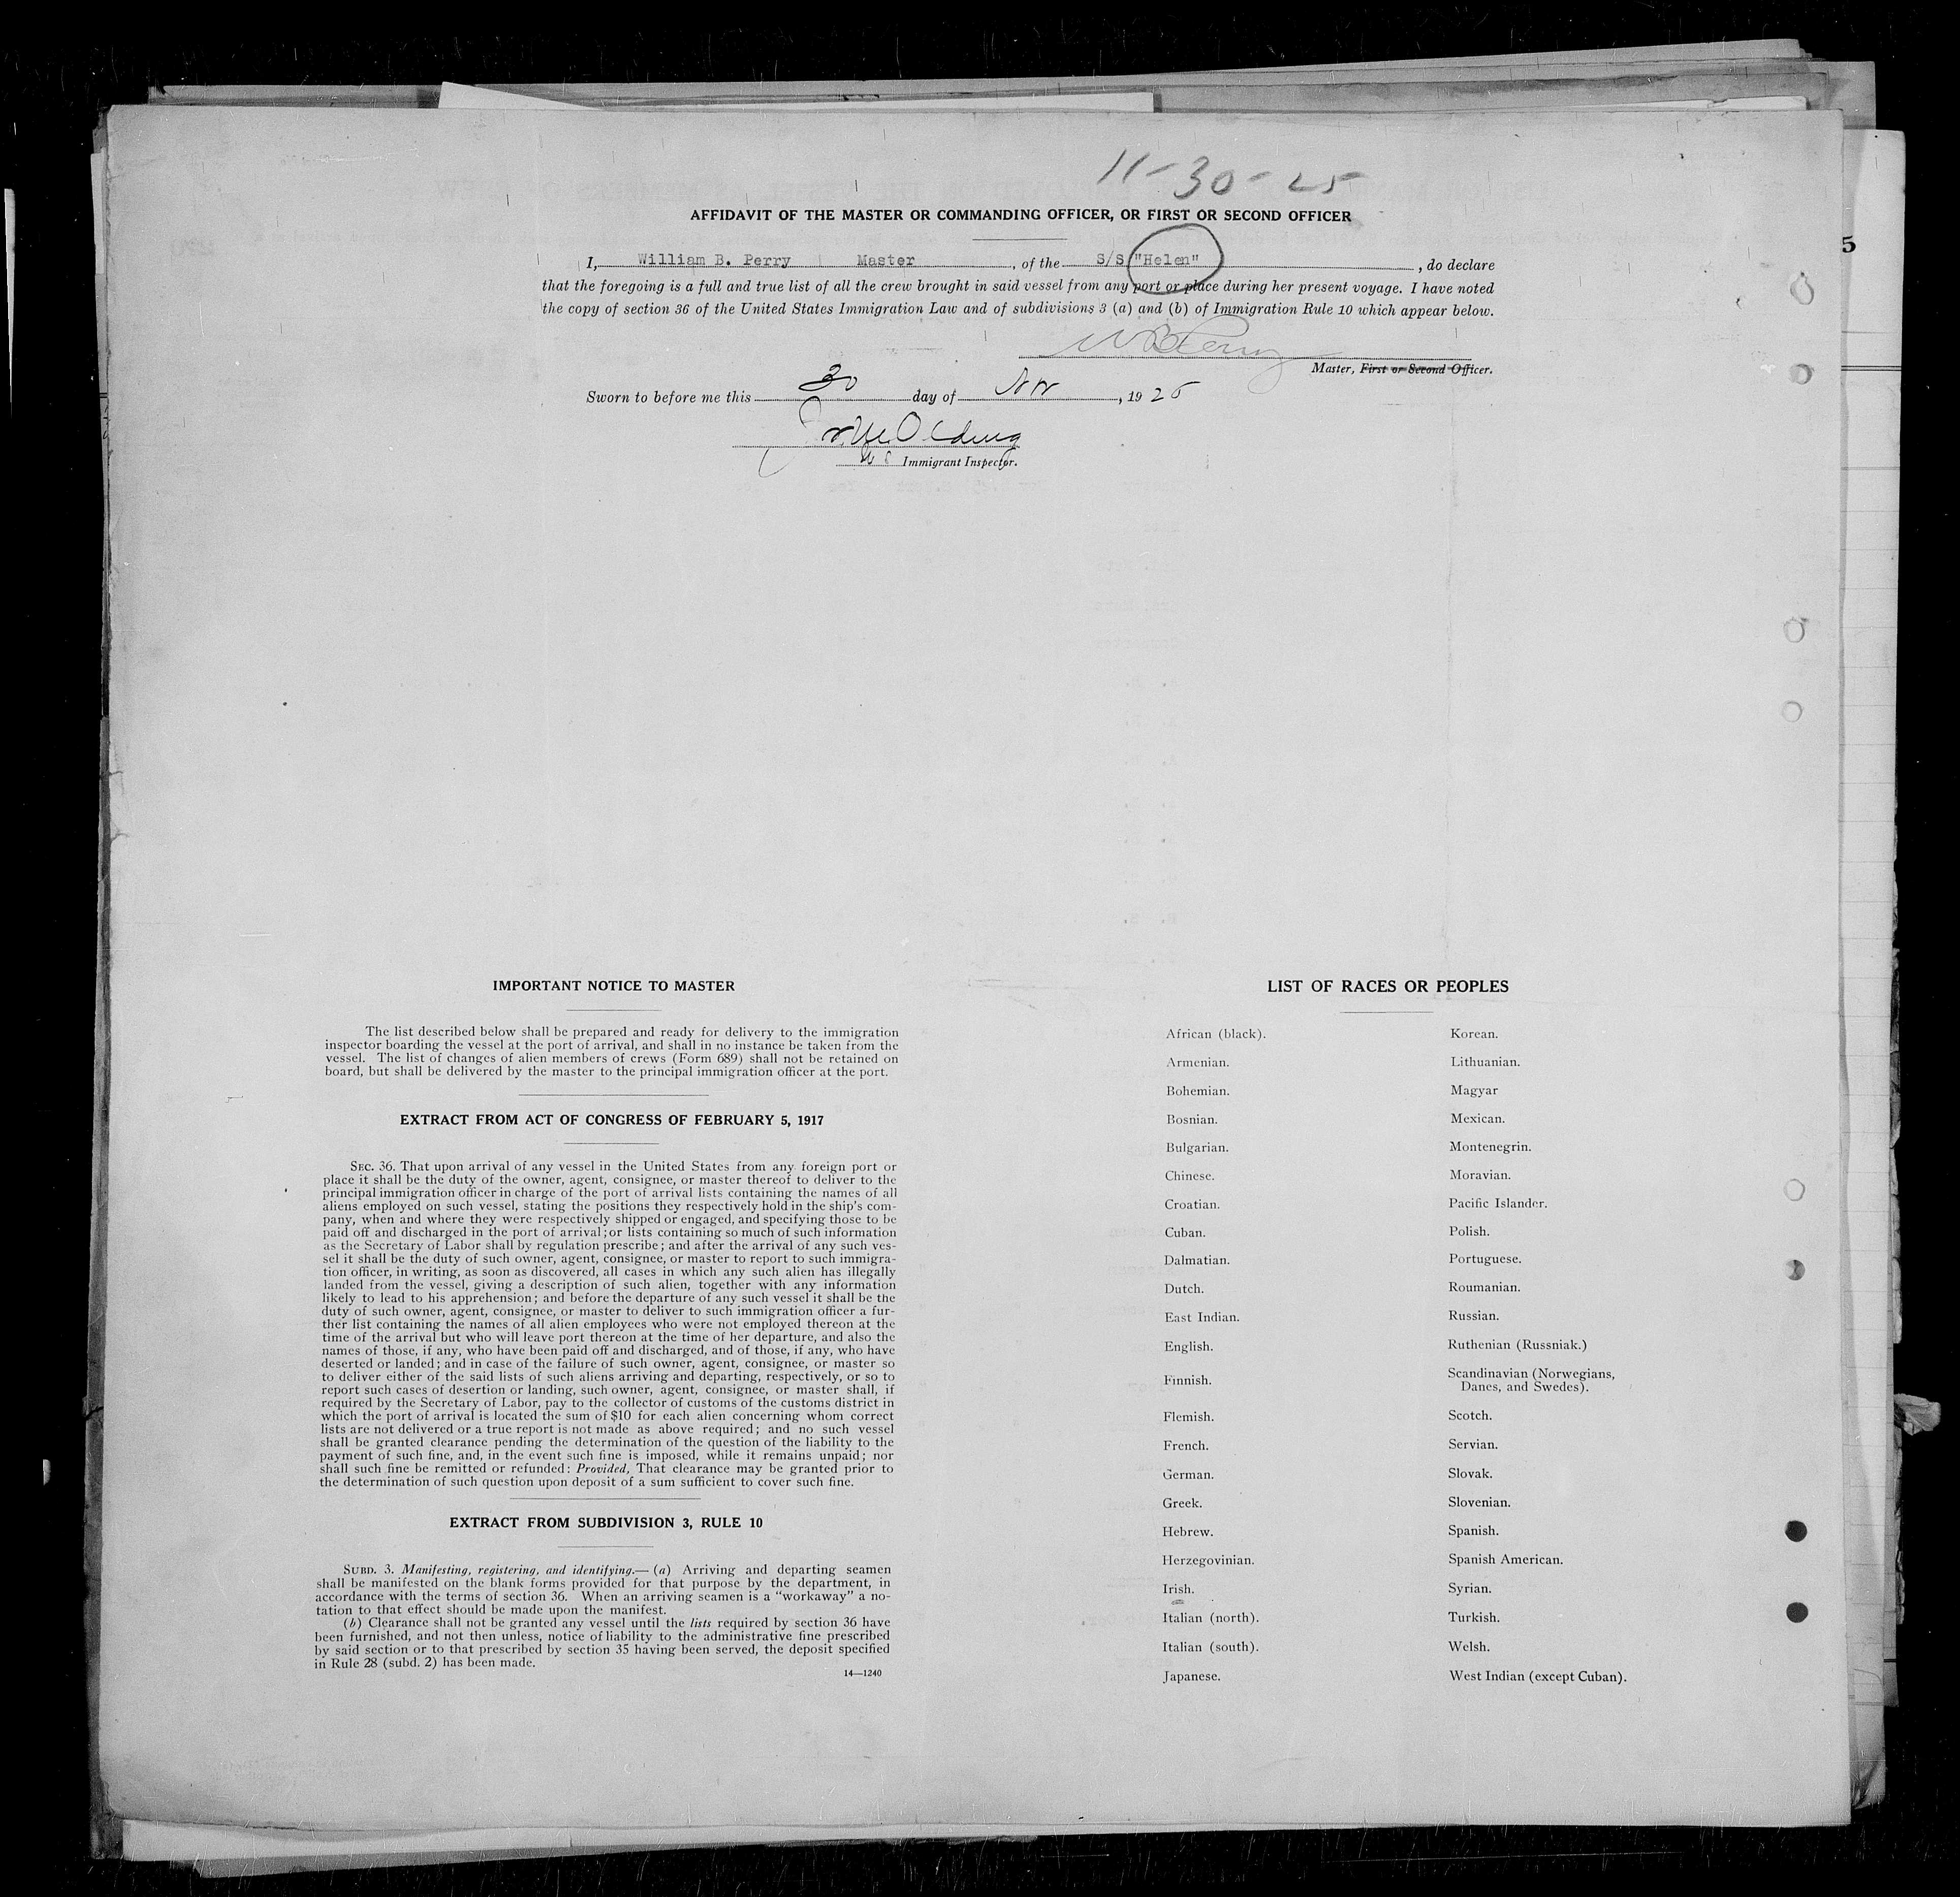 11-30-25
AFFIDAVIT OF THE MASTER OR COMMANDING OFFICER, OR FIRST OR SECOND OFFICER
5
I, William B. Perry Master, of the S/S "Helen", do declare
that the foregoing is a full and true list of all the crew brought in said vessel from any port or place during her present voyage. I have noted
the copy of section 36 of the United States Immigration Law and of subdivisions 3 (a) and (b) of Immigration Rule 10 which appear below.
W B Perry
Master, First or Second Officer.
Sworn to before me this 30 day of Nov, 1925
U S Immigrant Inspector.
IMPORTANT NOTICE TO MASTER
The list described below shall be prepared and ready for delivery to the immigration
inspector boarding the vessel at the port of arrival, and shall in no instance be taken from the
vessel. The list of changes of alien members of crews (Form 689) shall not be retained on
board, but shall be delivered by the master to the principal immigration officer at the port.
EXTRACT FROM ACT OF CONGRESS OF FEBRUARY 5, 1917
SEC. 36. That upon arrival of any vessel in the United States from any foreign port or
place it shall be the duty of the owner, agent, consignee, or master thereof to deliver to the
principal immigration officer in charge of the port of arrival lists containing the names of all
aliens employed on such vessel, stating the positions they respectively hold in the ship's com-
pany, when and where they were respectively shipped or engaged, and specifying those to be
paid off and discharged in the port of arrival; or lists containing so much of such information
as the Secretary of Labor shall by regulation prescribe; and after the arrival of any such ves-
sel it shall be the duty of such owner, agent, consignee, or master to report to such immigra-
tion officer, in writing, as soon as discovered, all cases in which any such alien has illegally
landed from the vessel, giving a description of such alien, together with any information
likely to lead to his apprehension; and before the departure of any such vessel it shall be the
duty of such owner, agent, consignee, or master to deliver to such immigration officer a fur-
ther list containing the names of all alien employees who were not employed thereon at the
time of the arrival but who will leave port thereon at the time of her departure, and also the
names of those, if any, who have been paid off and discharged, and of those, if any, who have
deserted or landed; and in case of the failure of such owner, agent, consignee, or master so
to deliver either of the said lists of such aliens arriving and departing, respectively, or so to
report such cases of desertion or landing, such owner, agent, consignee, or master shall, if
required by the Secretary of Labor, pay to the collector of customs of the customs district in
which the port of arrival is located the sum of $10 for each alien concerning whom correct
lists are not delivered or a true report is not made as above required; and no such vessel
shall be granted clearance pending the determination of the question of the liability to the
payment of such fine, and, in the event such fine is imposed, while it remains unpaid; nor
shall such fine be remitted or refunded: Provided, That clearance may be granted prior to
the determination of such question upon deposit of a sum sufficient to cover such fine.
EXTRACT FROM SUBDIVISION 3, RULE 10
SUBD. 3. Manifesting, registering, and identifying.—(a) Arriving and departing seamen
shall be manifested on the blank forms provided for that purpose by the department, in
accordance with the terms of section 36. When an arriving seamen is a "workaway" a no-
tation to that effect should be made upon the manifest.
(b) Clearance shall not be granted any vessel until the lists required by section 36 have
been furnished, and not then unless, notice of liability to the administrative fine prescribed
by said section or to that prescribed by section 35 having been served, the deposit specified
in Rule 28 (subd. 2) has been made.
14—1240
LIST OF RACES OR PEOPLES
African (black).
Armenian.
Bohemian.
Bosnian.
Bulgarian.
Chinese.
Croatian.
Cuban.
Dalmatian.
Dutch.
East Indian.
English.
Finnish.
Flemish.
French.
German.
Greek.
Hebrew.
Herzegovinian.
Irish.
Italian (north).
Italian (south).
Japanese.
Korean.
Lithuanian.
Magyar
Mexican.
Montenegrin.
Moravian.
Pacific Islander.
Polish.
Portuguese.
Roumanian.
Russian.
Ruthenian (Russniak.)
Scandinavian (Norwegians,
Danes, and Swedes).
Scotch.
Servian.
Slovak.
Slovenian.
Spanish.
Spanish American.
Syrian.
Turkish.
Welsh.
West Indian (except Cuban).